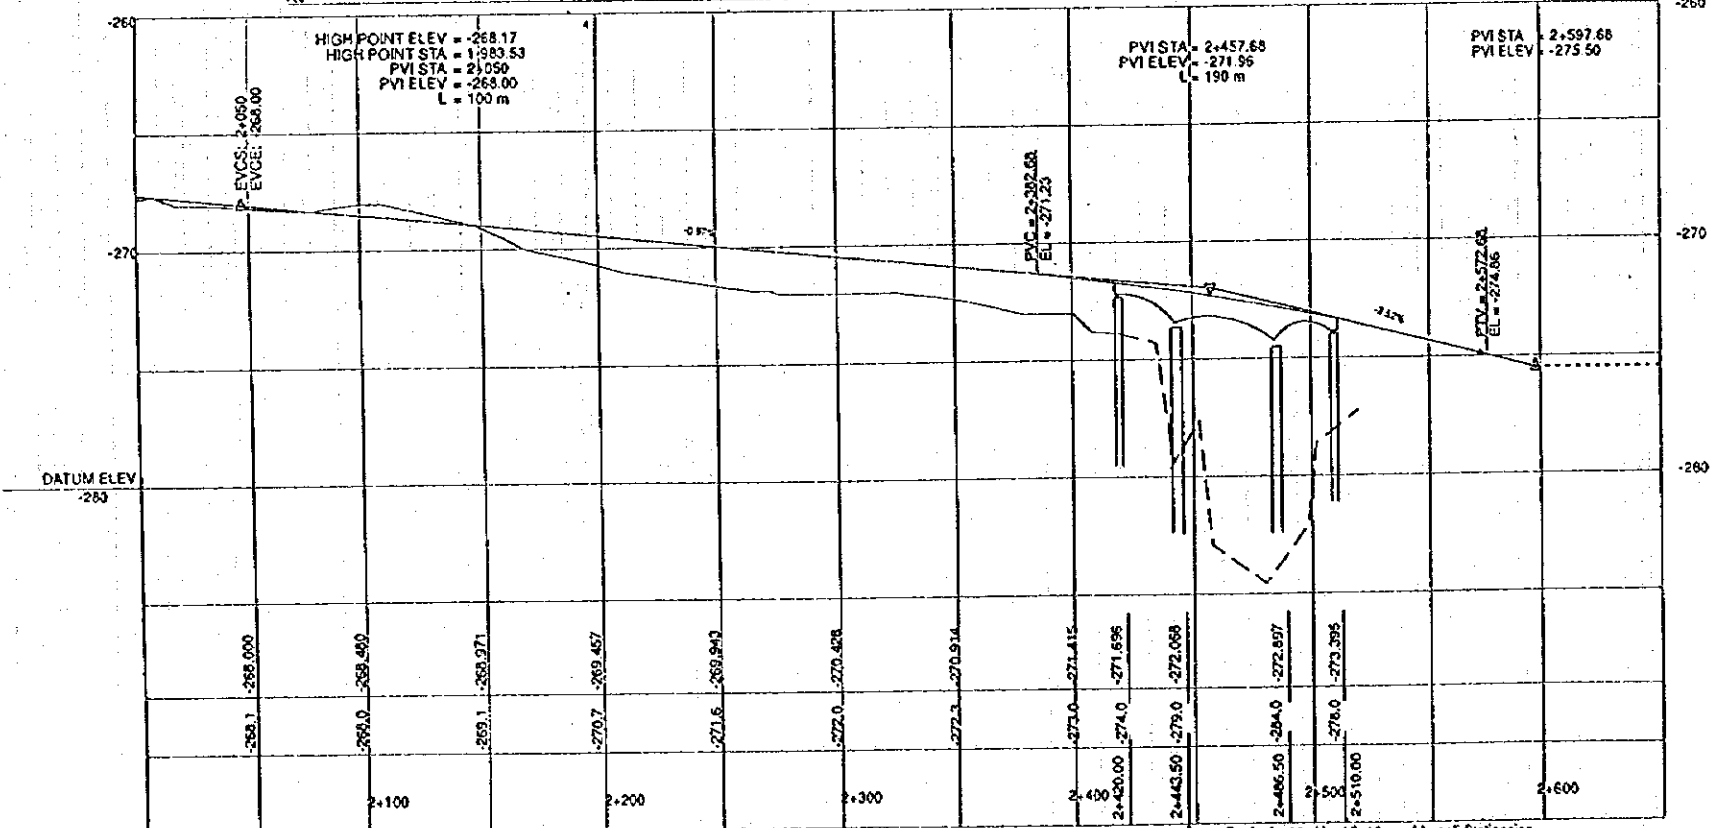 -260
-260
HIGH POINT ELEV = -268.17
HIGH POINT STA = 1+983.53
PVI STA = 2+050
PVI ELEV = -268.00
L = 100 m
PVI STA = 2+457.68
PVI ELEV = -271.96
L = 190 m
PVI STA = 2+597.68
PVI ELEV = -275.50
EVCS: 2+050
EVCE: -268.00
PVC = 2+382.68
EL = -271.23
PTV = 2+572.68
EL = -274.86
-270
-270
DATUM ELEV
-280
-280
-268.000
-268.480
-268.971
-269.457
-269.943
-270.428
-270.914
-271.415
-271.696
-272.068
-272.897
-273.395
-268.1
-268.0
-269.1
-270.7
-271.6
-272.0
-272.3
-273.0
-274.0
-279.0
-284.0
-278.0
2+100
2+200
2+300
2+400
2+420.00
2+443.50
2+486.50
2+500
2+510.00
2+600